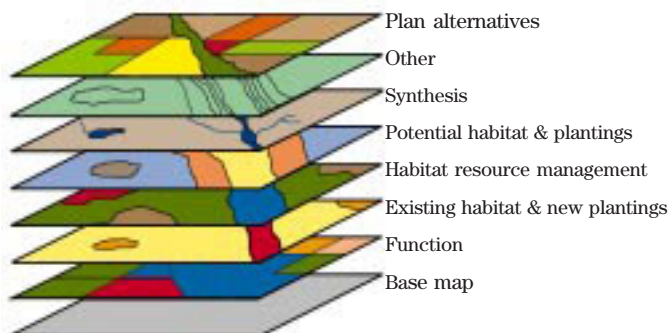 Plan alternatives
Other
Synthesis
Potential habitat & plantings
Habitat resource management
Existing habitat & new plantings
Function
Base map